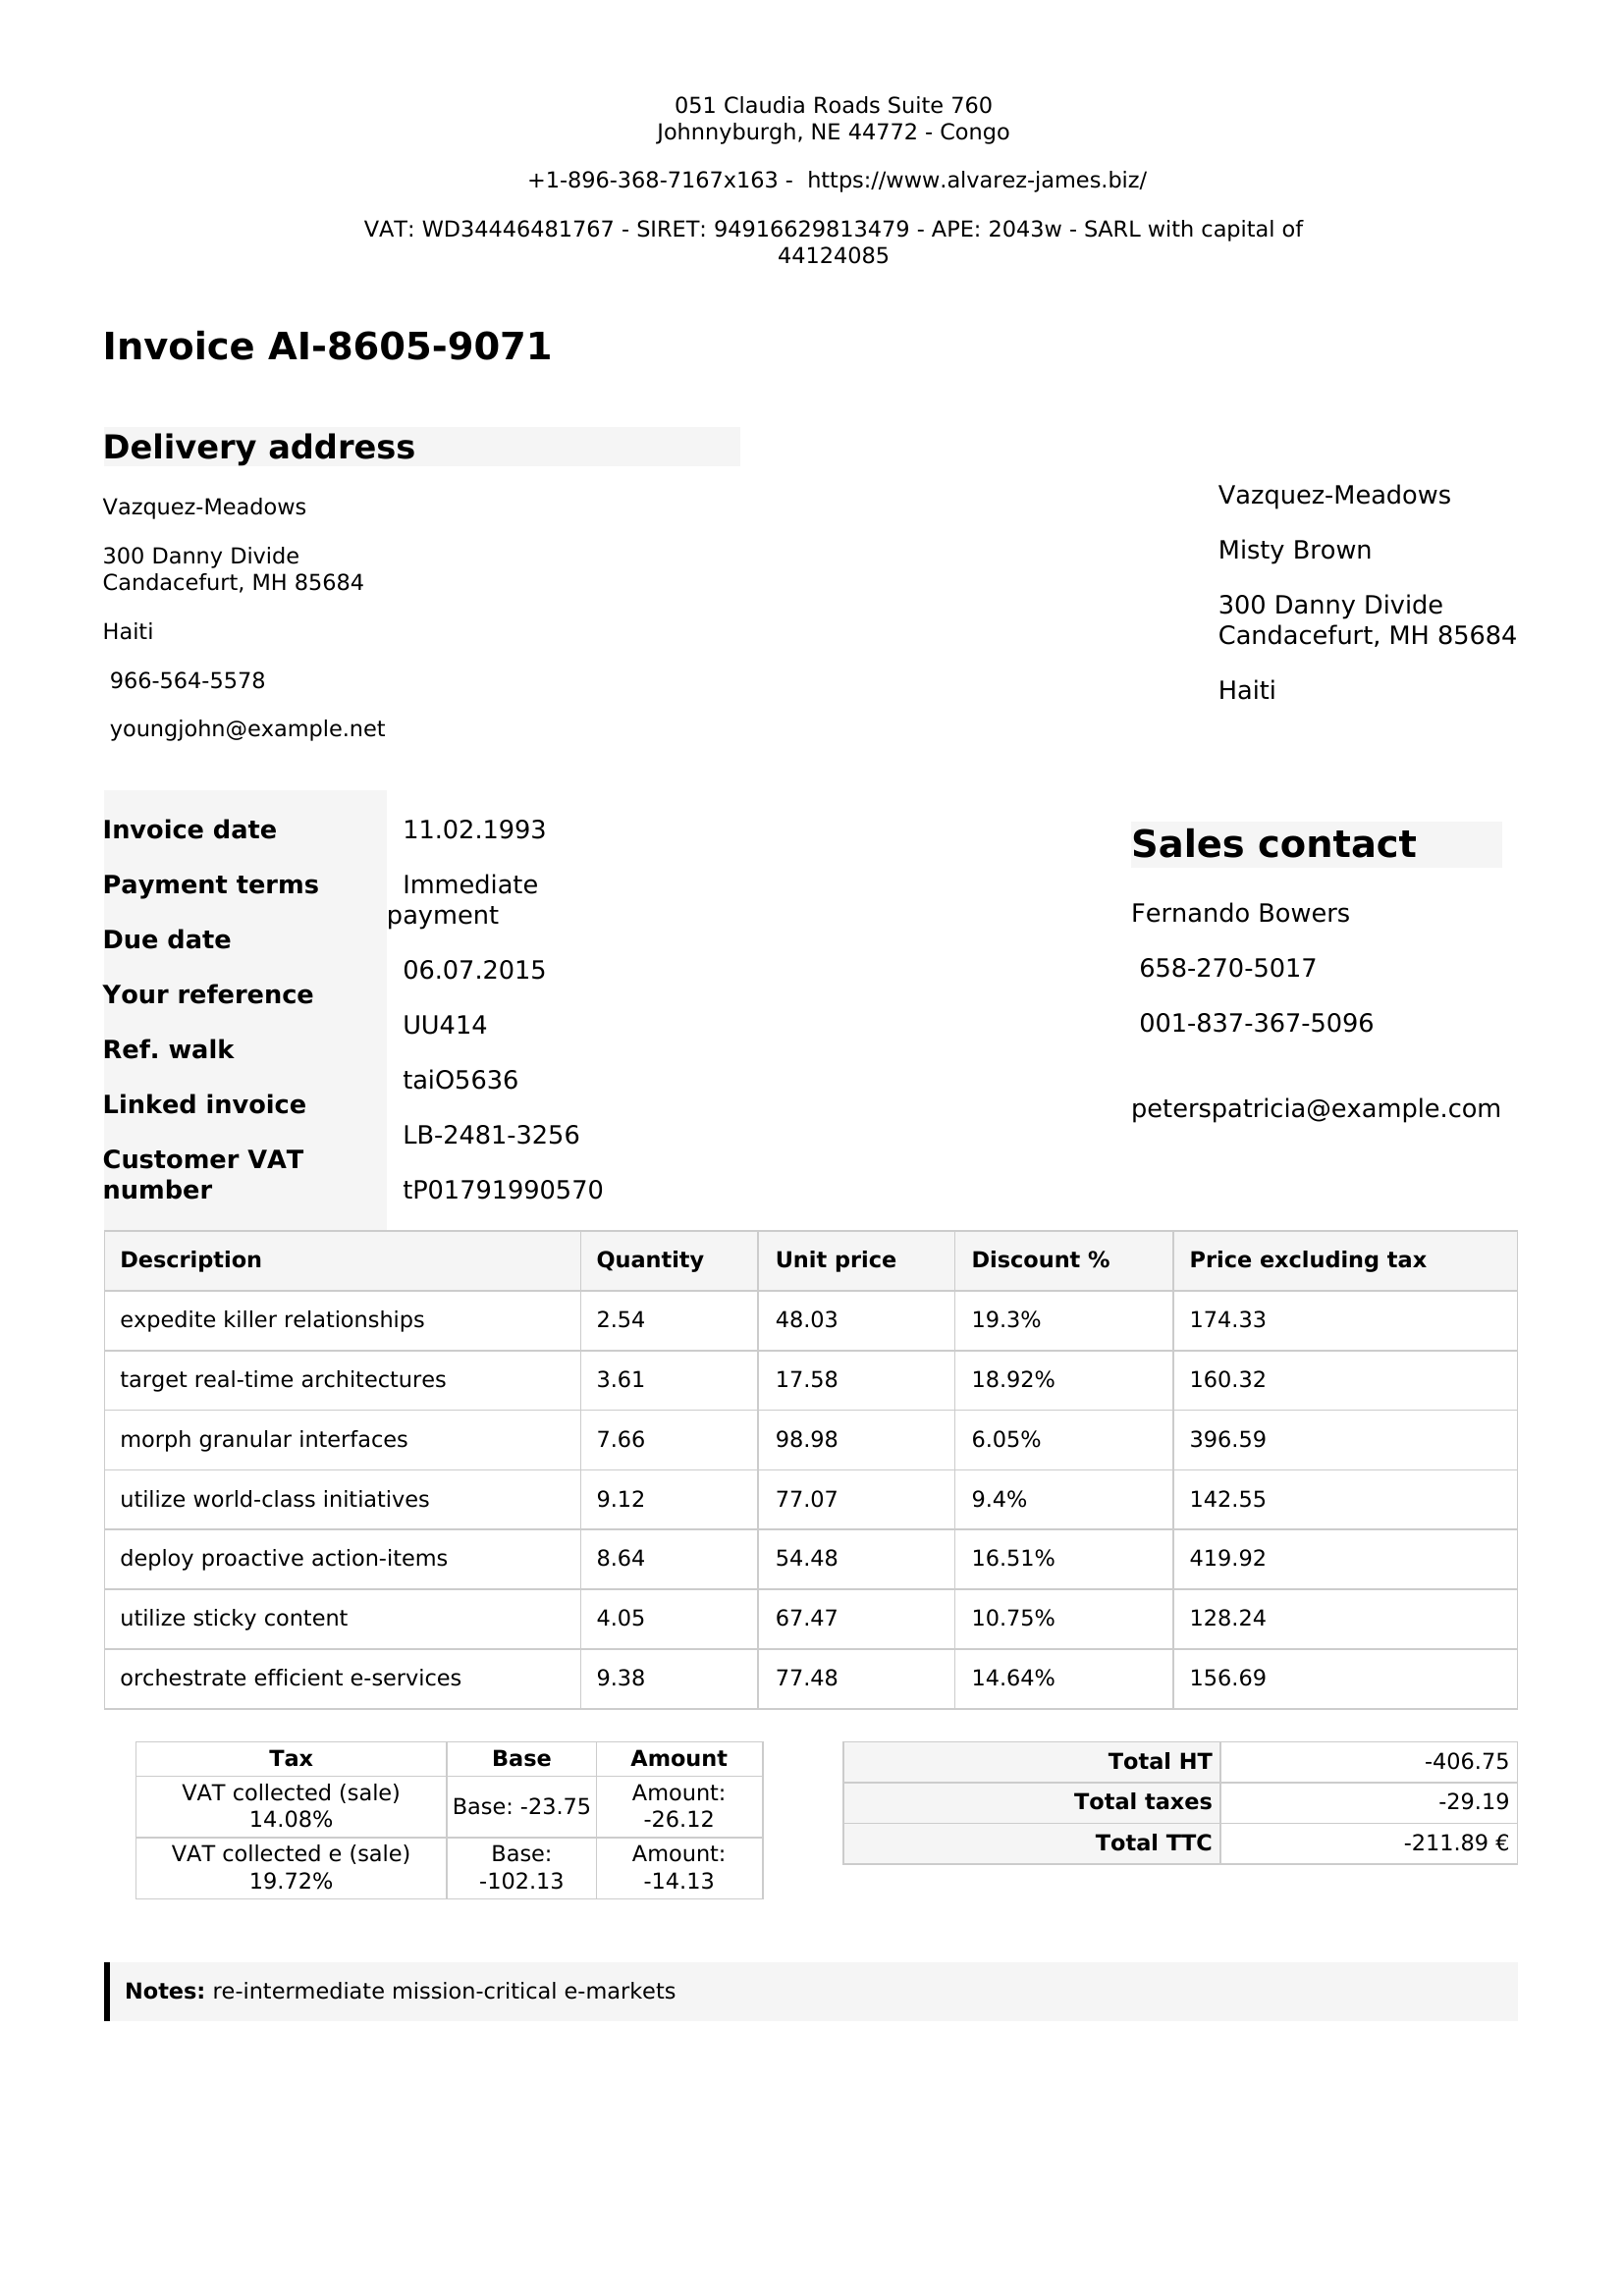 051 Claudia Roads Suite 760
Johnnyburgh, NE 44772 - Congo
+1-896-368-7167x163 - https://www.alvarez-james.biz/
VAT: WD34446481767 - SIRET: 94916629813479 - APE: 2043w - SARL with capital of
44124085
Invoice AI-8605-9071
Delivery address
Vazquez-Meadows
300 Danny Divide
Candacefurt, MH 85684
Haiti
966-564-5578
youngjohn@example.net
Vazquez-Meadows
Misty Brown
300 Danny Divide
Candacefurt, MH 85684
Haiti
Invoice date
Payment terms
Due date
Your reference
Ref. walk
Linked invoice
Customer VAT
number
11.02.1993
Immediate
payment
06.07.2015
UU414
taiO5636
LB-2481-3256
tP01791990570
Sales contact
Fernando Bowers
658-270-5017
001-837-367-5096
peterspatricia@example.com
Description Quantity Unit price Discount % Price excluding tax
expedite killer relationships 2.54 48.03 19.3% 174.33
target real-time architectures 3.61 17.58 18.92% 160.32
morph granular interfaces 7.66 98.98 6.05% 396.59
utilize world-class initiatives 9.12 77.07 9.4% 142.55
deploy proactive action-items 8.64 54.48 16.51% 419.92
utilize sticky content 4.05 67.47 10.75% 128.24
orchestrate efficient e-services 9.38 77.48 14.64% 156.69
Tax Base Amount
VAT collected (sale)
14.08%
Base: -23.75
Amount:
-26.12
VAT collected e (sale)
19.72%
Base:
-102.13
Amount:
-14.13
Total HT -406.75
Total taxes -29.19
Total TTC -211.89 €
Notes: re-intermediate mission-critical e-markets